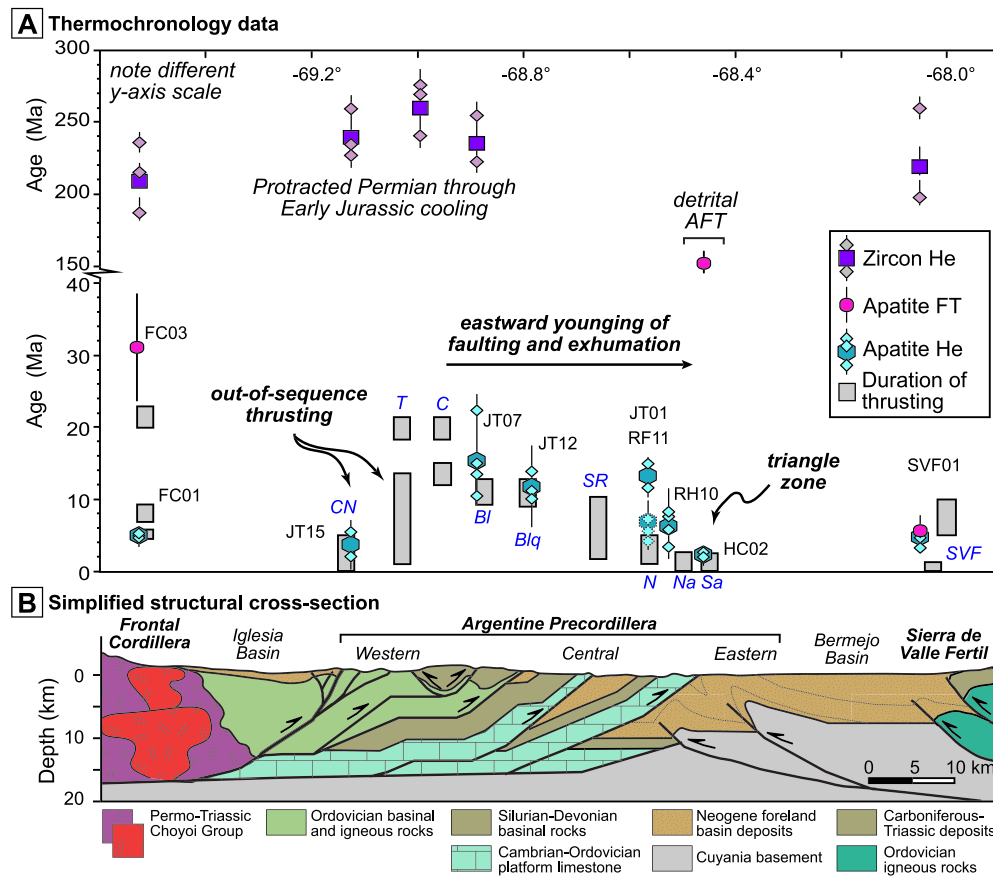 A Thermochronology data
300
250
200
150
40
30
20
10
0
Age (Ma)
Age (Ma)
-69.2°
-68.8°
-68.4°
-68.0°
note different
y-axis scale
Protracted Permian through
Early Jurassic cooling
detrital
AFT
Zircon He
Apatite FT
Apatite He
Duration of
thrusting
FC03
eastward younging of
faulting and exhumation
out-of-sequence
thrusting
T
C
JT07
JT12
JT01
RF11
triangle
zone
SVF01
FC01
CN
JT15
Bl
Blq
SR
RH10
HC02
N
Na
Sa
SVF
B Simplified structural cross-section
Frontal
Cordillera
Iglesia
Basin
Argentine Precordillera
Western
Central
Eastern
Bermejo
Basin
Sierra de
Valle Fertil
Depth (km)
0
10
20
0 5 10 km
Permo-Triassic
Choyoi Group
Ordovician basinal
and igneous rocks
Silurian-Devonian
basinal rocks
Neogene foreland
basin deposits
Carboniferous-
Triassic deposits
Cambrian-Ordovician
platform limestone
Cuyania basement
Ordovician
igneous rocks